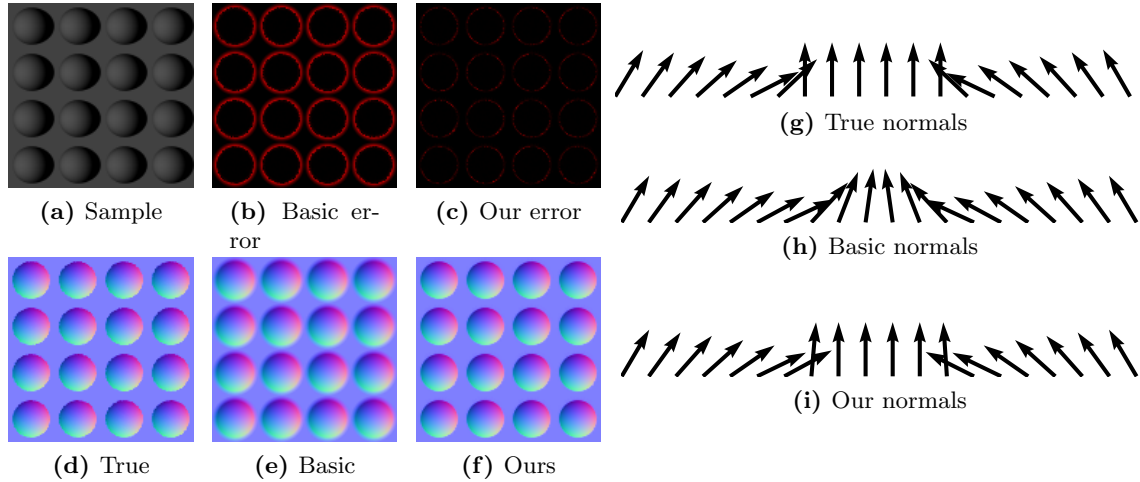 (a) Sample
(b) Basic er-
ror
(c) Our error
(d) True
(e) Basic
(f) Ours
(g) True normals
(h) Basic normals
(i) Our normals